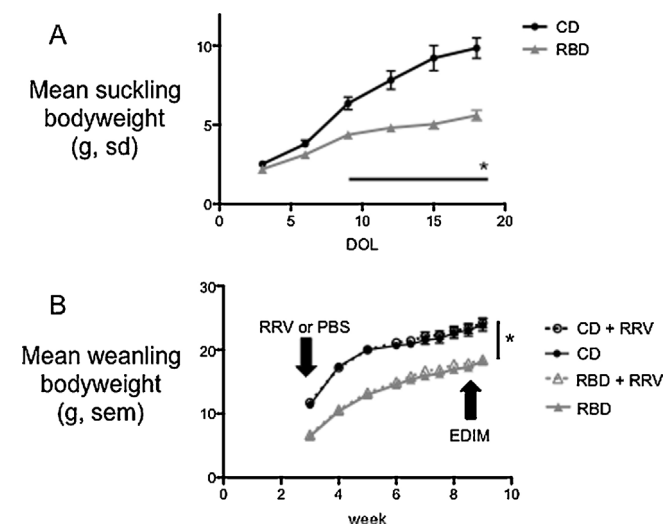 A
Mean suckling
bodyweight
(g, sd)
10
5
0
0
5
10
15
20
DOL
*
CD
RBD
B
Mean weanling
bodyweight
(g, sem)
30
20
10
0
0
2
4
6
8
10
week
RRV or PBS
EDIM
*
CD + RRV
CD
RBD + RRV
RBD